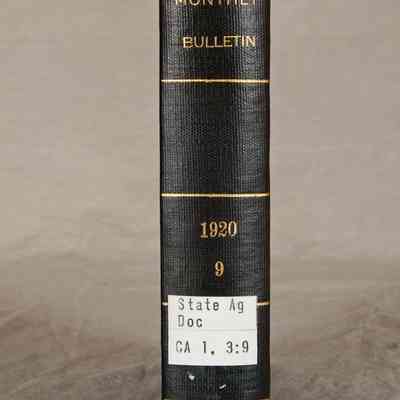 MONTHLY
BULLETIN
1920
9
State Ag
Doc
CA 1, 3:9